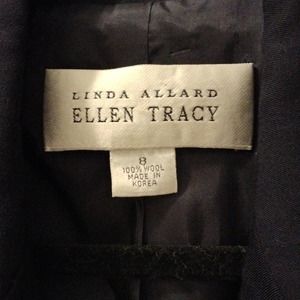 LINDA ALLARD
ELLEN TRACY
8
100% WOOL
MADE IN
KOREA